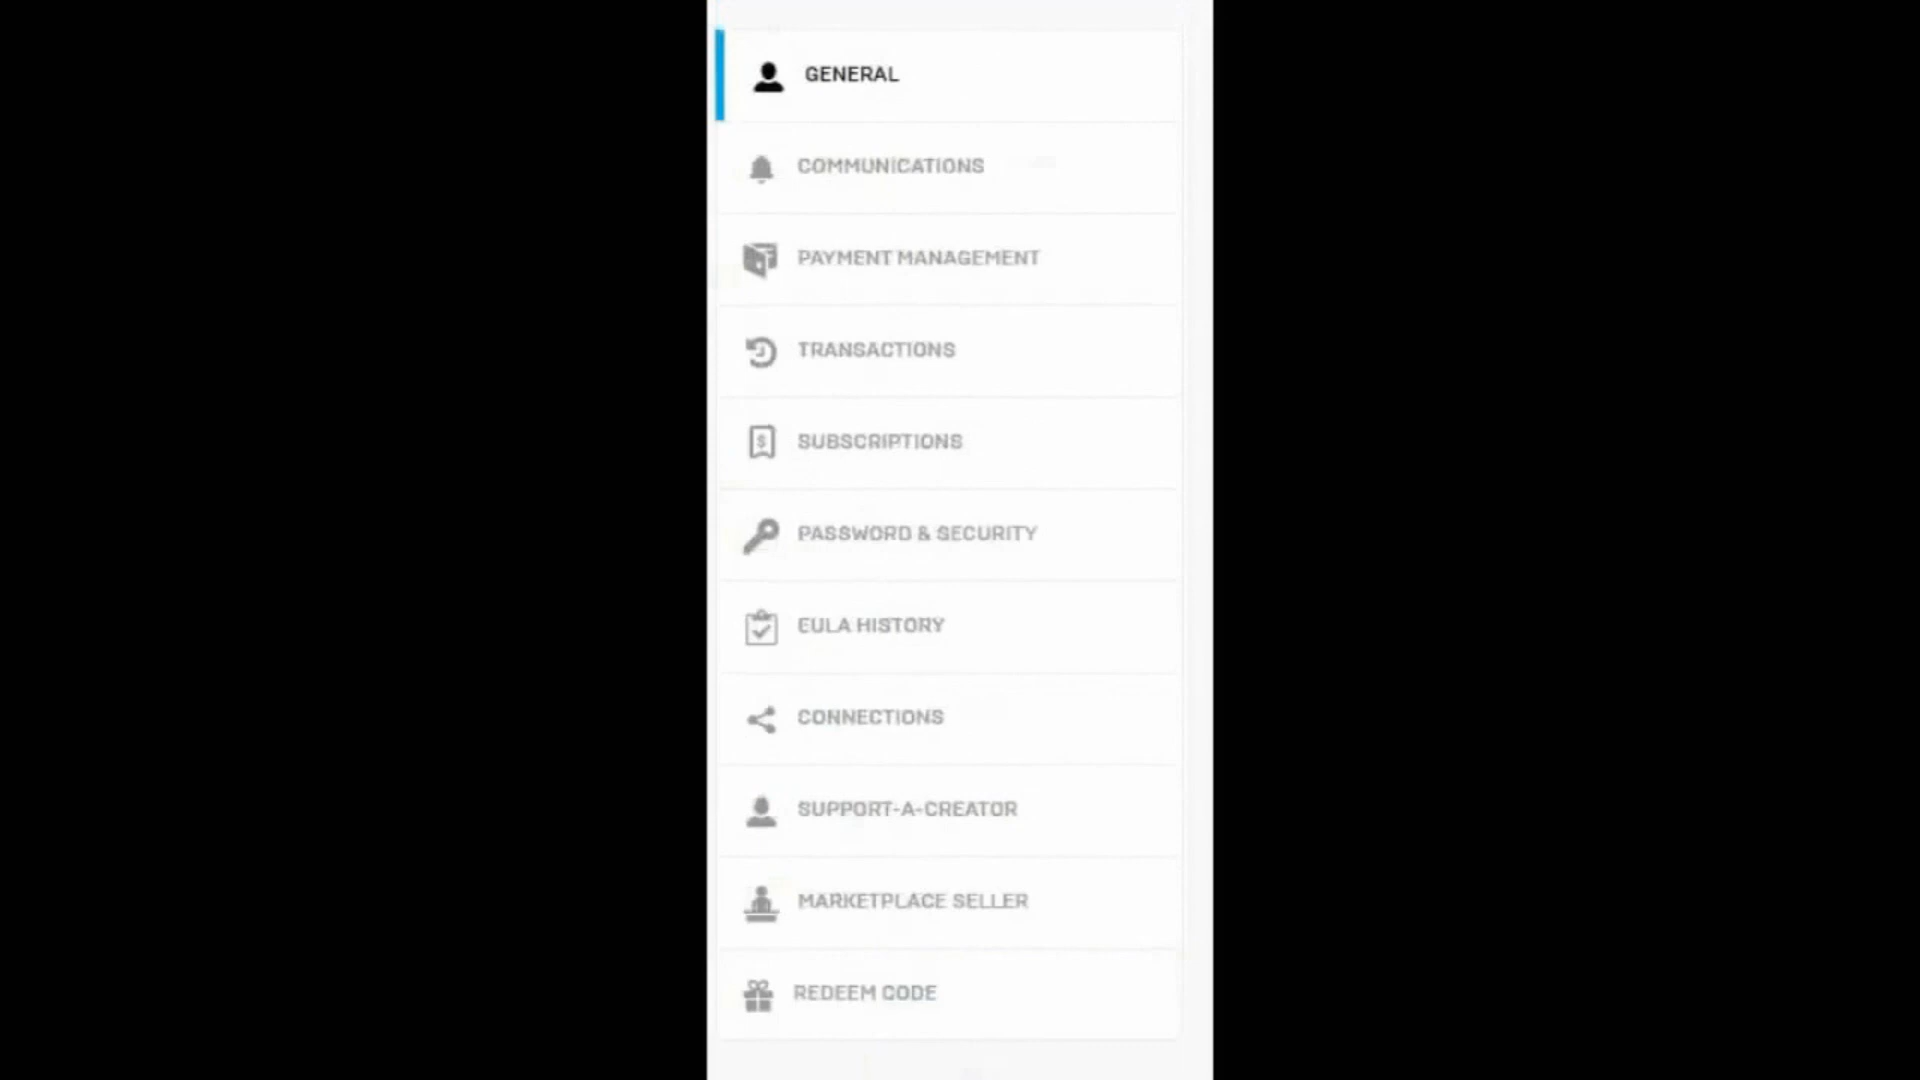 GENERAL
COMMUNICATIONS
PAYMENT MANAGEMENT
TRANSACTIONS
SUBSCRIPTIONS
PASSWORD & SECURITY
EULA HISTORY
CONNECTIONS
SUPPORT-A-CREATOR
MARKETPLACE SELLER
REDEEM CODE